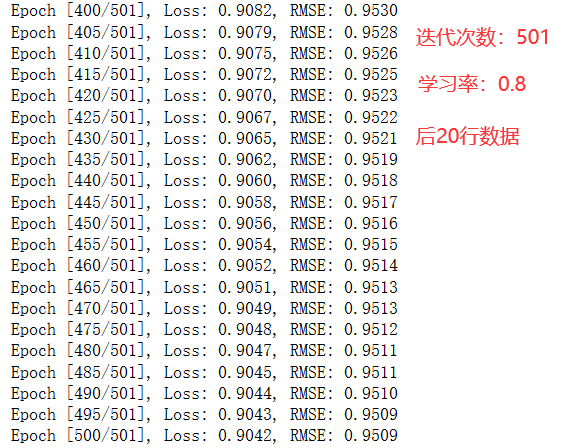 Epoch [400/501], Loss: 0.9082, RMSE: 0.9530
Epoch [405/501], Loss: 0.9079, RMSE: 0.9528
迭代次数：501
Epoch [410/501], Loss: 0.9075, RMSE: 0.9526
Epoch [415/501], Loss: 0.9072, RMSE: 0.9525
学习率：0.8
Epoch [420/501], Loss: 0.9070, RMSE: 0.9523
Epoch [425/501], Loss: 0.9067, RMSE: 0.9522
Epoch [430/501], Loss: 0.9065, RMSE: 0.9521
后20行数据
Epoch [435/501], Loss: 0.9062, RMSE: 0.9519
Epoch [440/501], Loss: 0.9060, RMSE: 0.9518
Epoch [445/501], Loss: 0.9058, RMSE: 0.9517
Epoch [450/501], Loss: 0.9056, RMSE: 0.9516
Epoch [455/501], Loss: 0.9054, RMSE: 0.9515
Epoch [460/501], Loss: 0.9052, RMSE: 0.9514
Epoch [465/501], Loss: 0.9051, RMSE: 0.9513
Epoch [470/501], Loss: 0.9049, RMSE: 0.9513
Epoch [475/501], Loss: 0.9048, RMSE: 0.9512
Epoch [480/501], Loss: 0.9047, RMSE: 0.9511
Epoch [485/501], Loss: 0.9045, RMSE: 0.9511
Epoch [490/501], Loss: 0.9044, RMSE: 0.9510
Epoch [495/501], Loss: 0.9043, RMSE: 0.9509
Epoch [500/501], Loss: 0.9042, RMSE: 0.9509